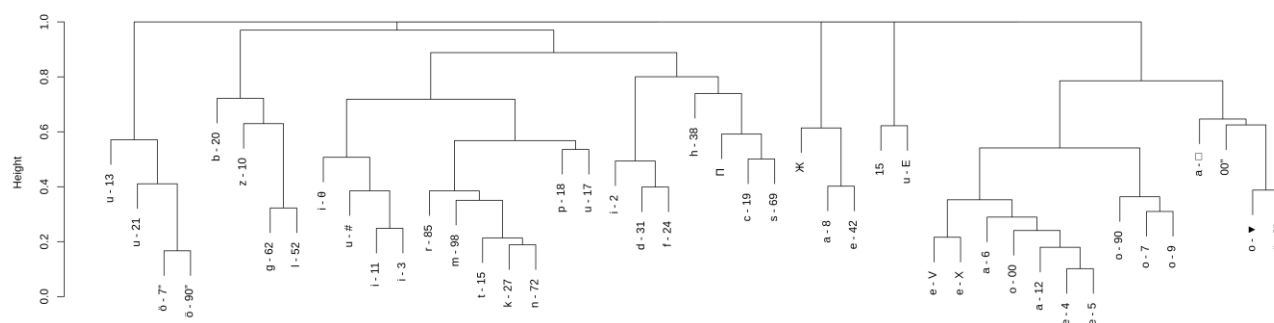 Height
1.0
0.8
0.6
0.4
0.2
0.0
u - 13
u - 21
ö - 7"
ö - 90"
b - 20
z - 10
g - 62
l - 52
i - θ
u - #
i - 11
i - 3
r - 85
m - 98
t - 15
k - 27
n - 72
p - 18
u - 17
i - 2
d - 31
f - 24
h - 38
Π
c - 19
s - 69
Ж
a - 8
e - 42
15
u - E
e - V
e - X
a - 6
o - 00
a - 12
e - 4
e - 5
o - 90
o - 7
o - 9
a - □
00"
o - ▼